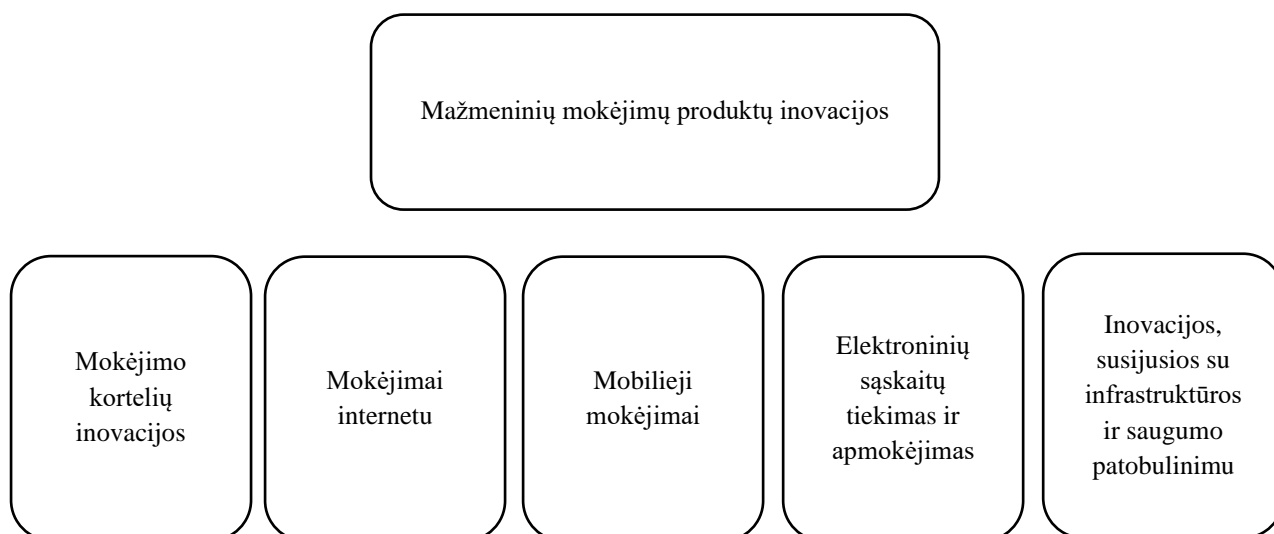 Mažmeninių mokėjimų produktų inovacijos
Mokėjimo
kortelių
inovacijos
Mokėjimai
internetu
Mobilieji
mokėjimai
Elektroninių
sąskaitų
tiekimas ir
apmokėjimas
Inovacijos,
susijusios su
infrastruktūros
ir saugumo
patobulinimu